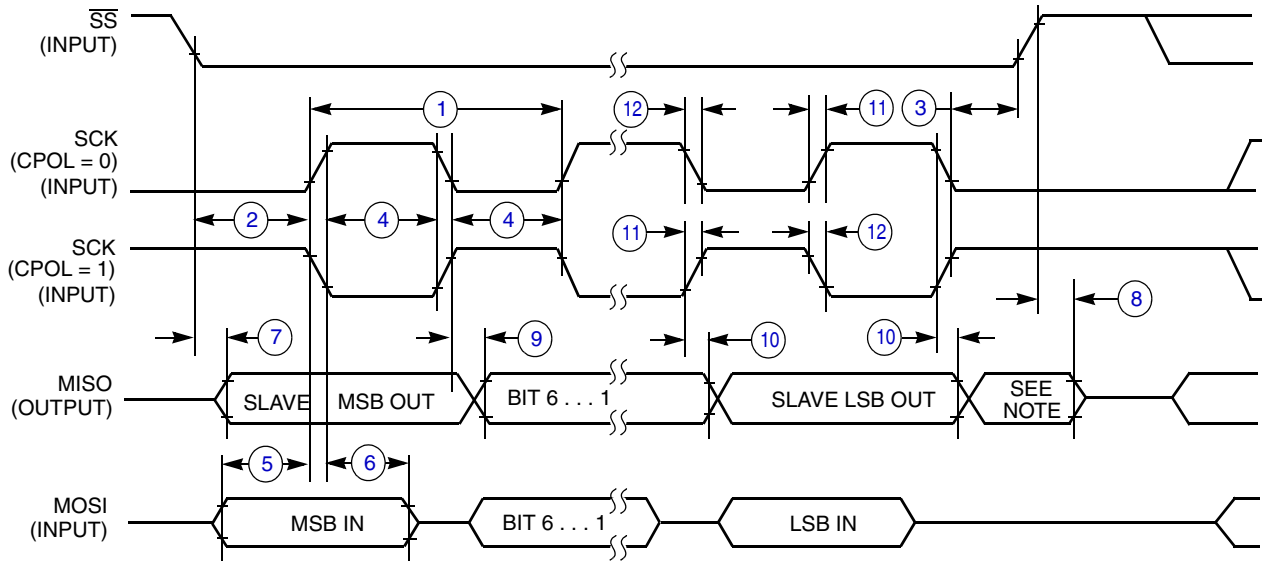 SS
(INPUT)
1
12
11
3
SCK
(CPOL = 0)
(INPUT)
2
4
4
SCK
(CPOL = 1)
(INPUT)
11
12
8
7
9
10
10
MISO
(OUTPUT)
SLAVE MSB OUT
BIT 6 . . . 1
SLAVE LSB OUT
SEE
NOTE
5
6
MOSI
(INPUT)
MSB IN
BIT 6 . . . 1
LSB IN